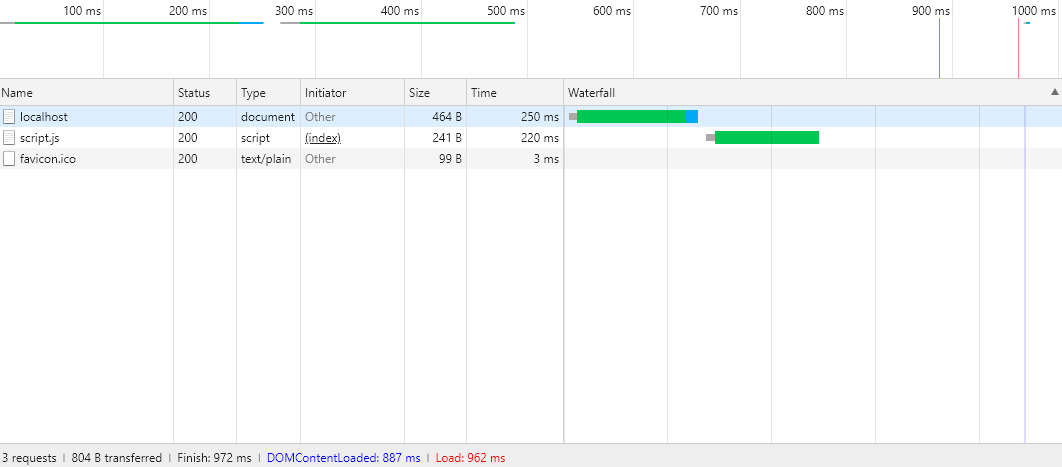 100 ms 200 ms 300 ms 400 ms 500 ms 600 ms 700 ms 800 ms 900 ms 1000 ms
Name Status Type Initiator Size Time Waterfall
localhost 200 document Other 464 B 250 ms
script.js 200 script (index) 241 B 220 ms
favicon.ico 200 text/plain Other 99 B 3 ms
3 requests | 804 B transferred | Finish: 972 ms | DOMContentLoaded: 887 ms | Load: 962 ms